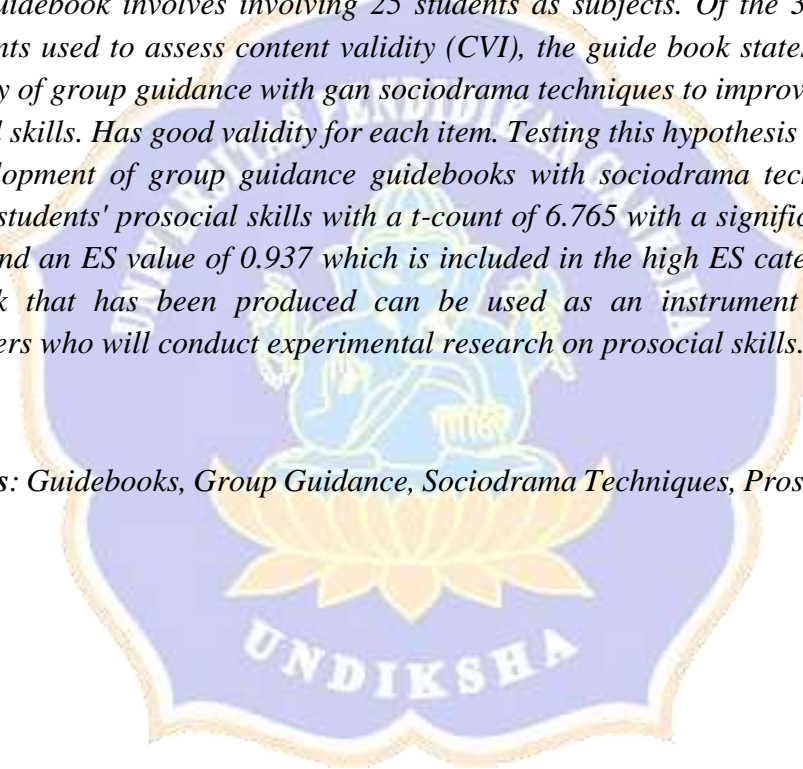 uidebook involves involving 25 students as subjects. Of the 3
nts used to assess content validity (CVI), the guide book states
y of group guidance with gan sociodrama techniques to improv
l skills. Has good validity for each item. Testing this hypothesis
lopment of group guidance guidebooks with sociodrama tec
students' prosocial skills with a t-count of 6.765 with a signific
nd an ES value of 0.937 which is included in the high ES cate
k that has been produced can be used as an instrument
ers who will conduct experimental research on prosocial skills.
s: Guidebooks, Group Guidance, Sociodrama Techniques, Pros
UNIVERSITAS PENDIDIKAN GANESHA
UNDIKSHA